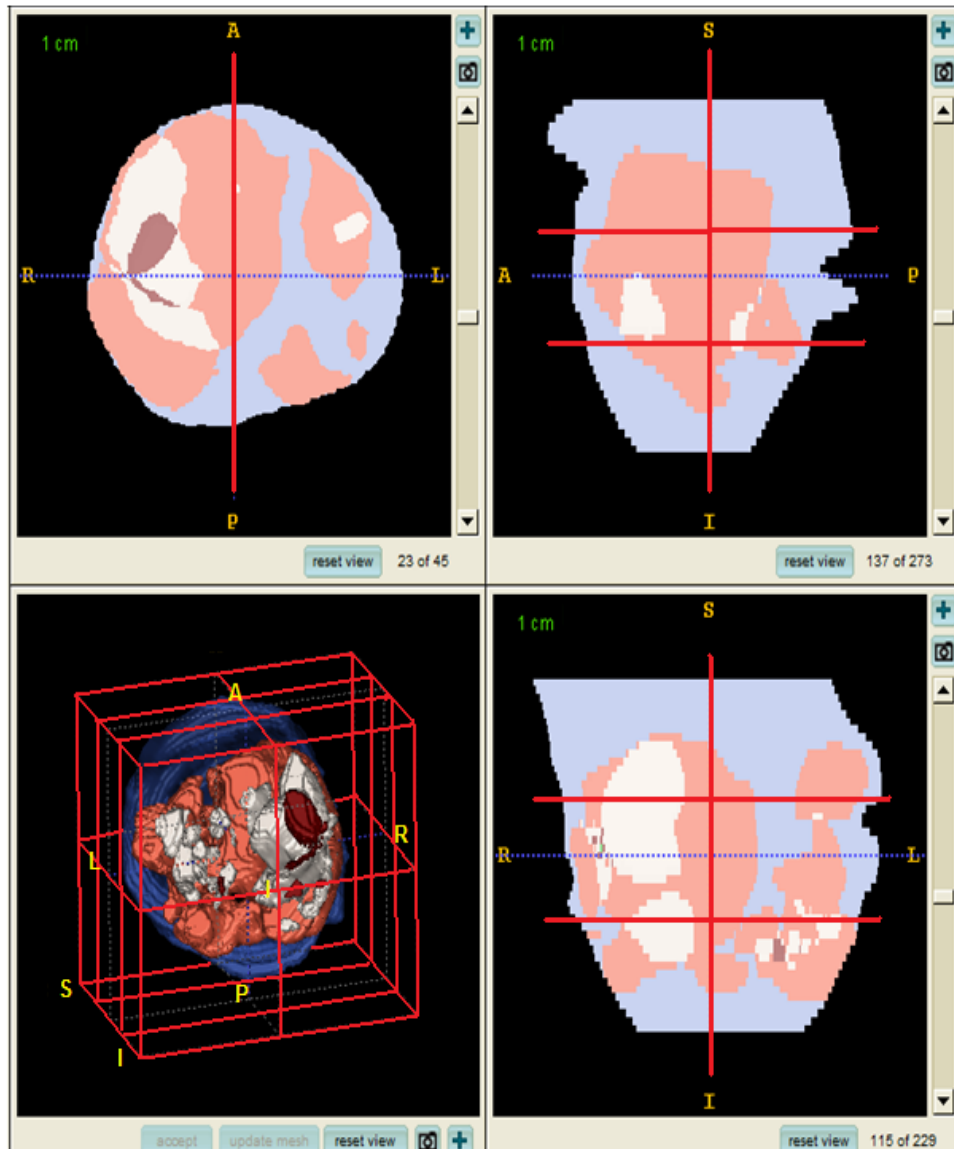 1 cm
A
R
L
P
reset view 23 of 45
1 cm
S
A
P
I
reset view 137 of 273
A
R
L
I
S
P
I
accept update mesh reset view
1 cm
S
R
L
I
reset view 115 of 229